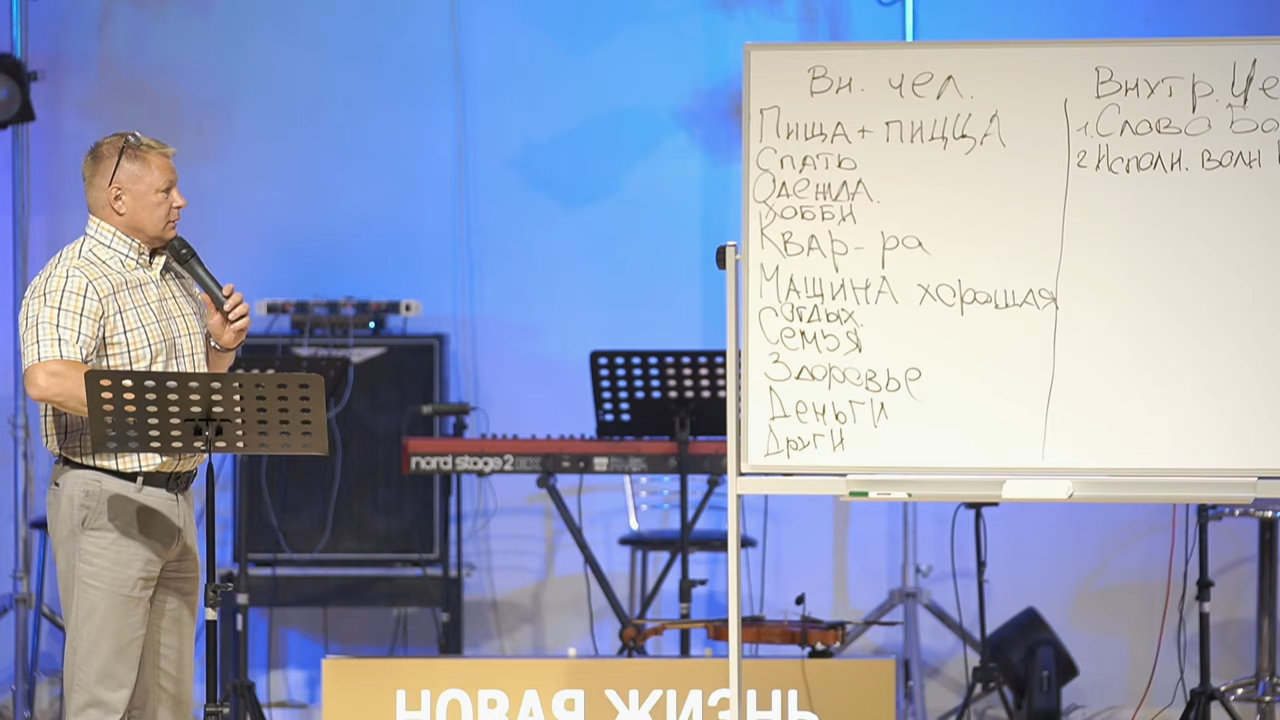 Вн. чел.
Пища + пицца
Спать
Одежда.
Хобби
Квар-ра
Машина хорошая
Отдых.
Семья
Здоровье
Деньги
Други
Внутр. Че
1. Слово Бо
2 Исполн. воли
nord stage 2 EX
НОВАЯ ЖИЗНЬ